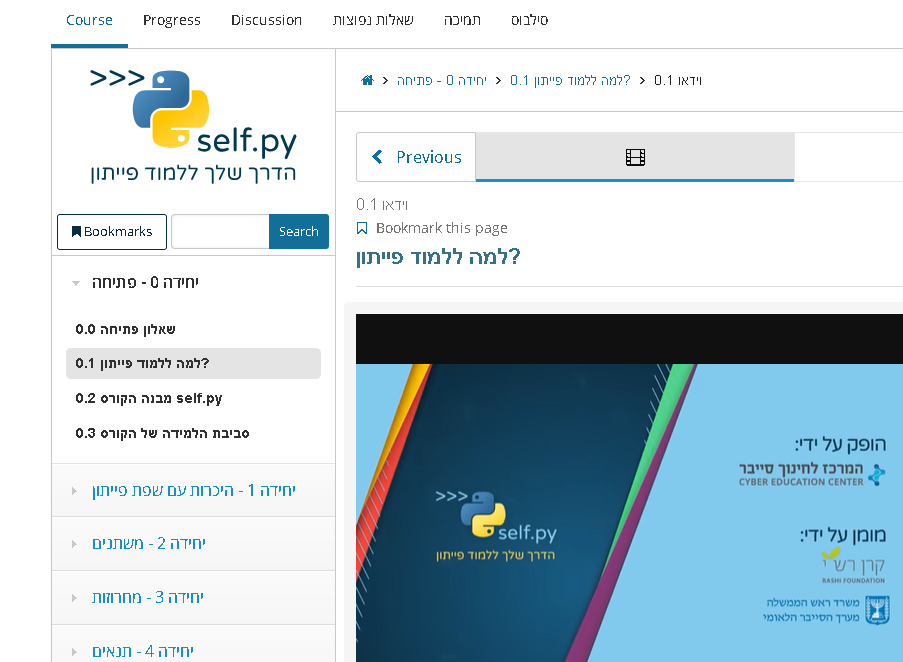 Course Progress Discussion שאלות נפוצות תמיכה סילבוס
>>>
self.py
הדרך שלך ללמוד פייתון
Bookmarks Search
יחידה 0 - פתיחה
0.0 שאלון פתיחה
0.1 למה ללמוד פייתון?
0.2 מבנה הקורס self.py
0.3 סביבת הלמידה של הקורס
יחידה 1 - היכרות עם שפת פייתון
יחידה 2 - משתנים
יחידה 3 - מחרוזות
יחידה 4 - תנאים
יחידה 0 - פתיחה > 0.1 למה ללמוד פייתון? > 0.1 וידאו
Previous
0.1 וידאו
Bookmark this page
למה ללמוד פייתון?
>>>
self.py
הדרך שלך ללמוד פייתון
הופק על ידי:
המרכז לחינוך סייבר
CYBER EDUCATION CENTER
מומן על ידי:
קרן רש"י
RASHI FOUNDATION
משרד ראש הממשלה
מערך הסייבר הלאומי